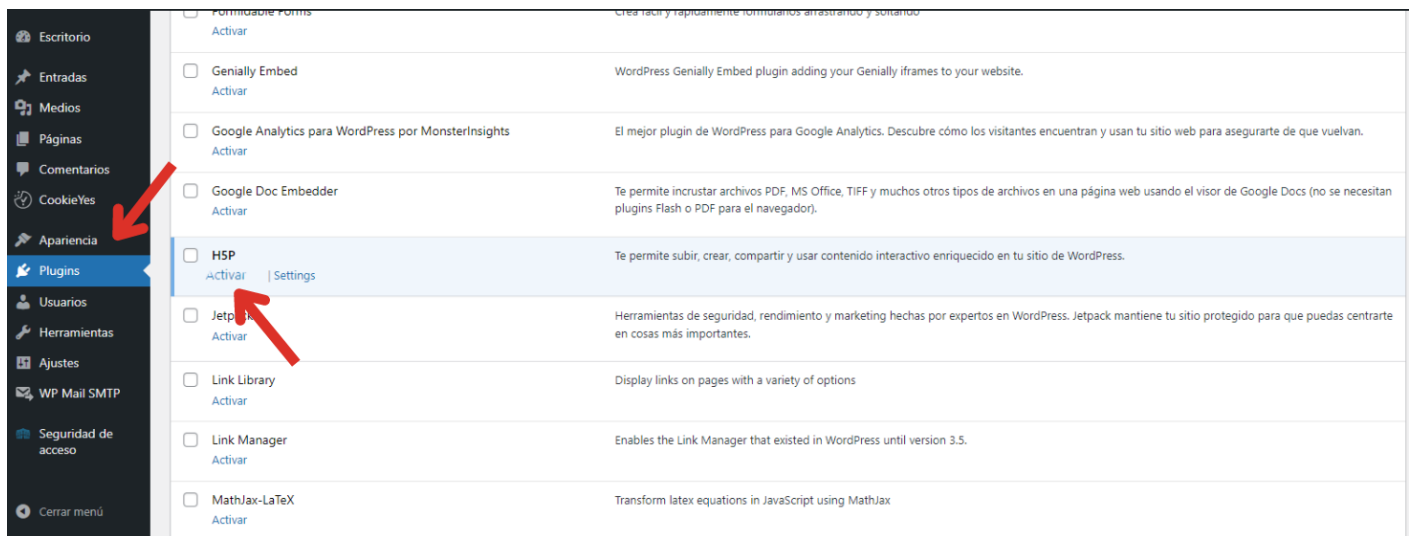 Escritorio
Entradas
Medios
Páginas
Comentarios
CookieYes
Apariencia
Plugins
Usuarios
Herramientas
Ajustes
WP Mail SMTP
Seguridad de
acceso
Cerrar menú
Formidable Forms
Crea fácil y rápidamente formularios arrastrando y soltando
Activar
Genially Embed
WordPress Genially Embed plugin adding your Genially iframes to your website.
Activar
Google Analytics para WordPress por MonsterInsights
El mejor plugin de WordPress para Google Analytics. Descubre cómo los visitantes encuentran y usan tu sitio web para asegurarte de que vuelvan.
Activar
Google Doc Embedder
Te permite incrustar archivos PDF, MS Office, TIFF y muchos otros tipos de archivos en una página web usando el visor de Google Docs (no se necesitan
plugins Flash o PDF para el navegador).
Activar
H5P
Te permite subir, crear, compartir y usar contenido interactivo enriquecido en tu sitio de WordPress.
Activar | Settings
Jetpack
Herramientas de seguridad, rendimiento y marketing hechas por expertos en WordPress. Jetpack mantiene tu sitio protegido para que puedas centrarte
en cosas más importantes.
Activar
Link Library
Display links on pages with a variety of options
Activar
Link Manager
Enables the Link Manager that existed in WordPress until version 3.5.
Activar
MathJax-LaTeX
Transform latex equations in JavaScript using MathJax
Activar